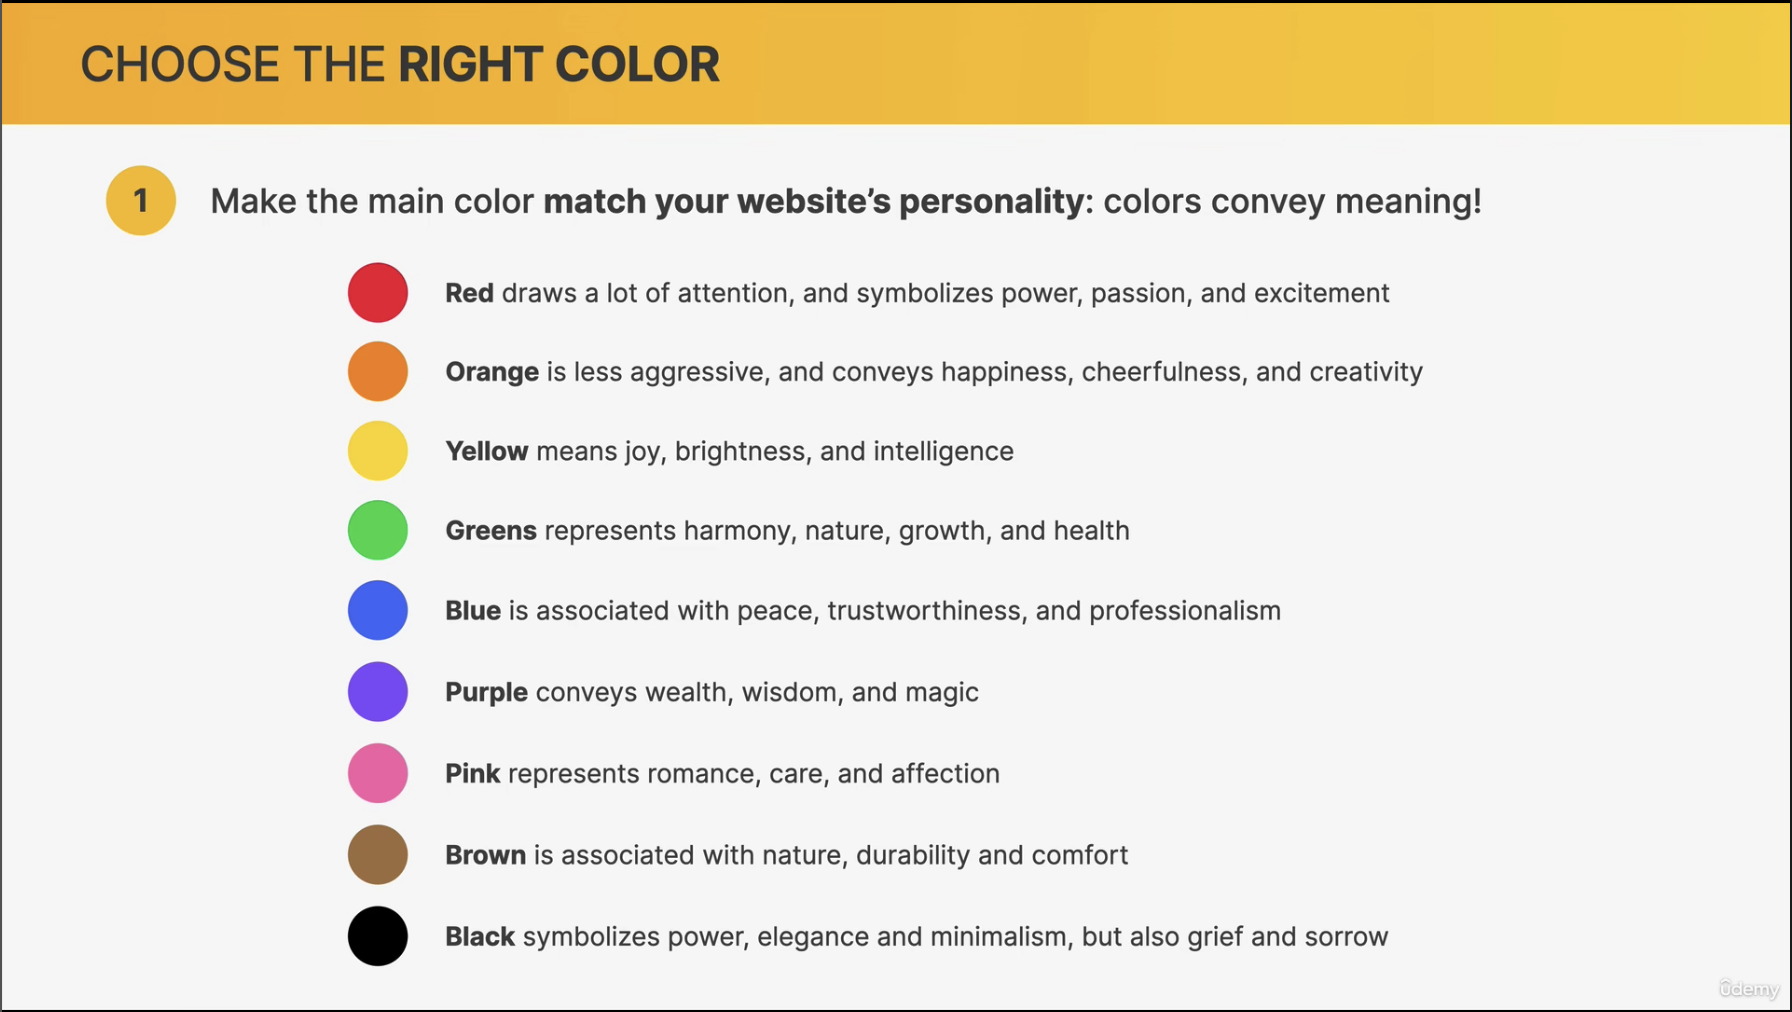 CHOOSE THE RIGHT COLOR
1 Make the main color match your website’s personality: colors convey meaning!
Red draws a lot of attention, and symbolizes power, passion, and excitement
Orange is less aggressive, and conveys happiness, cheerfulness, and creativity
Yellow means joy, brightness, and intelligence
Greens represents harmony, nature, growth, and health
Blue is associated with peace, trustworthiness, and professionalism
Purple conveys wealth, wisdom, and magic
Pink represents romance, care, and affection
Brown is associated with nature, durability and comfort
Black symbolizes power, elegance and minimalism, but also grief and sorrow
ûdemy